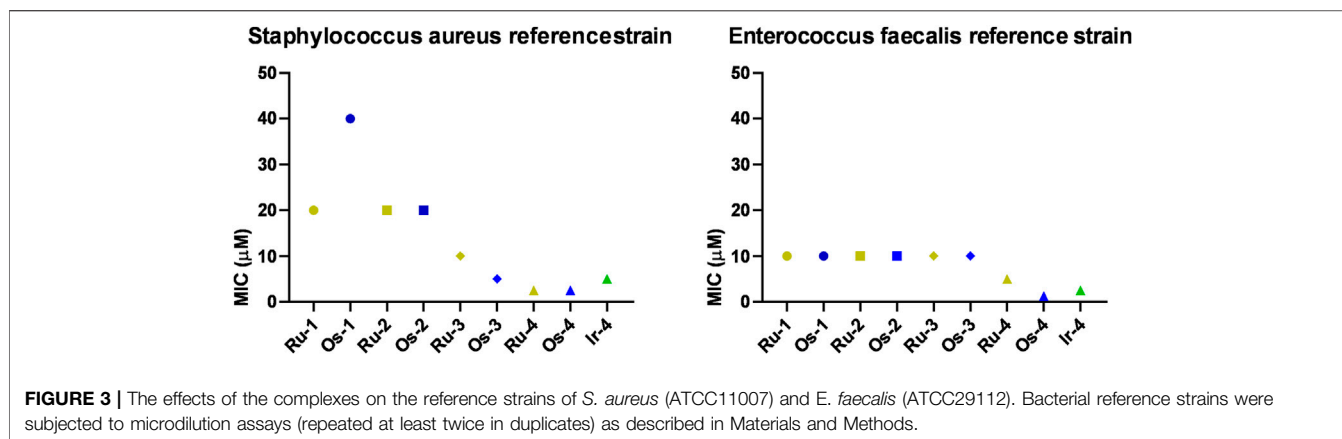 Staphylococcus aureus referencestrain
50
40
30
20
10
0
MIC (µM)
Ru-1
Os-1
Ru-2
Os-2
Ru-3
Os-3
Ru-4
Os-4
Ir-4
Enterococcus faecalis reference strain
50
40
30
20
10
0
MIC (µM)
Ru-1
Os-1
Ru-2
Os-2
Ru-3
Os-3
Ru-4
Os-4
Ir-4
FIGURE 3 | The effects of the complexes on the reference strains of S. aureus (ATCC11007) and E. faecalis (ATCC29112). Bacterial reference strains were
subjected to microdilution assays (repeated at least twice in duplicates) as described in Materials and Methods.